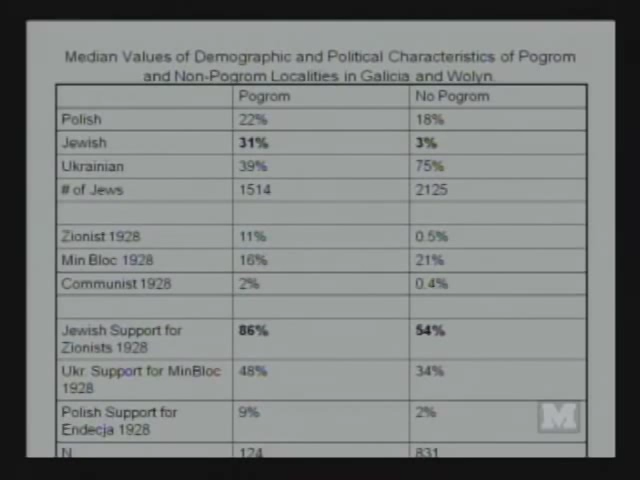 Median Values of Demographic and Political Characteristics of Pogrom
and Non-Pogrom Localities in Galicia and Wolyn.
Pogrom No Pogrom
Polish 22% 18%
Jewish 31% 3%
Ukrainian 39% 75%
# of Jews 1514 2125
Zionist 1928 11% 0.5%
Min Bloc 1928 16% 21%
Communist 1928 2% 0.4%
Jewish Support for 86% 54%
Zionists 1928
Ukr. Support for MinBloc 48% 34%
1928
Polish Support for 9% 2%
Endecja 1928
M
N 124 831